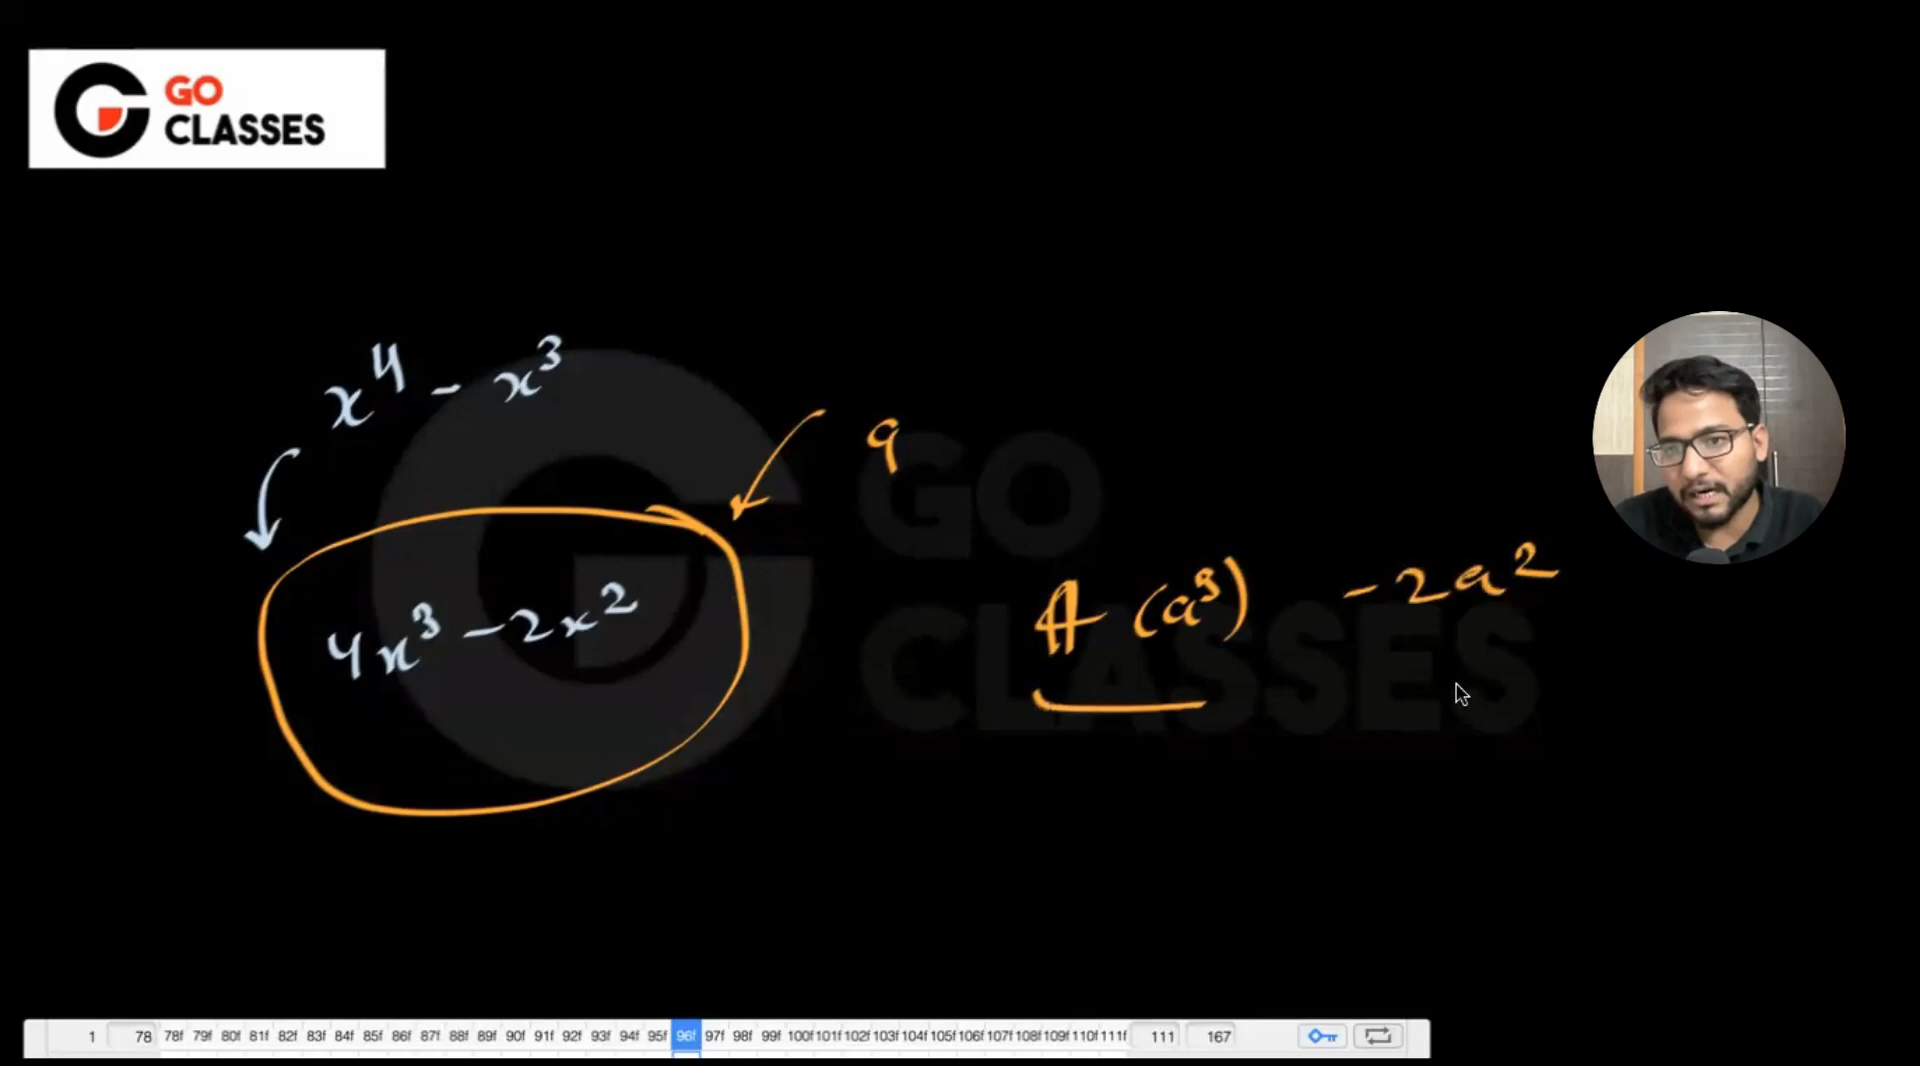 GO
CLASSES
x⁴ - x³
a
4x³ - 2x²
4(a³) - 2a²
GO
CLASSES
1 78 78f 79f 80f 81f 82f 83f 84f 85f 86f 87f 88f 89f 90f 91f 92f 93f 94f 95f 96f 97f 98f 99f 100f 101f 102f 103f 104f 105f 106f 107f 108f 109f 110f 111f 111 167